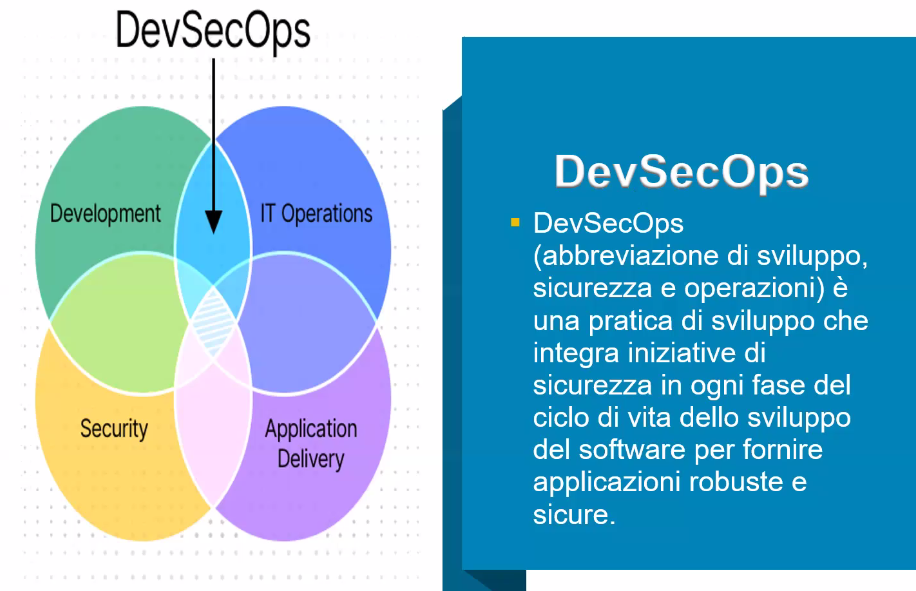 DevSecOps
Development
IT Operations
Security
Application
Delivery
DevSecOps
▪ DevSecOps
(abbreviazione di sviluppo,
sicurezza e operazioni) è
una pratica di sviluppo che
integra iniziative di
sicurezza in ogni fase del
ciclo di vita dello sviluppo
del software per fornire
applicazioni robuste e
sicure.